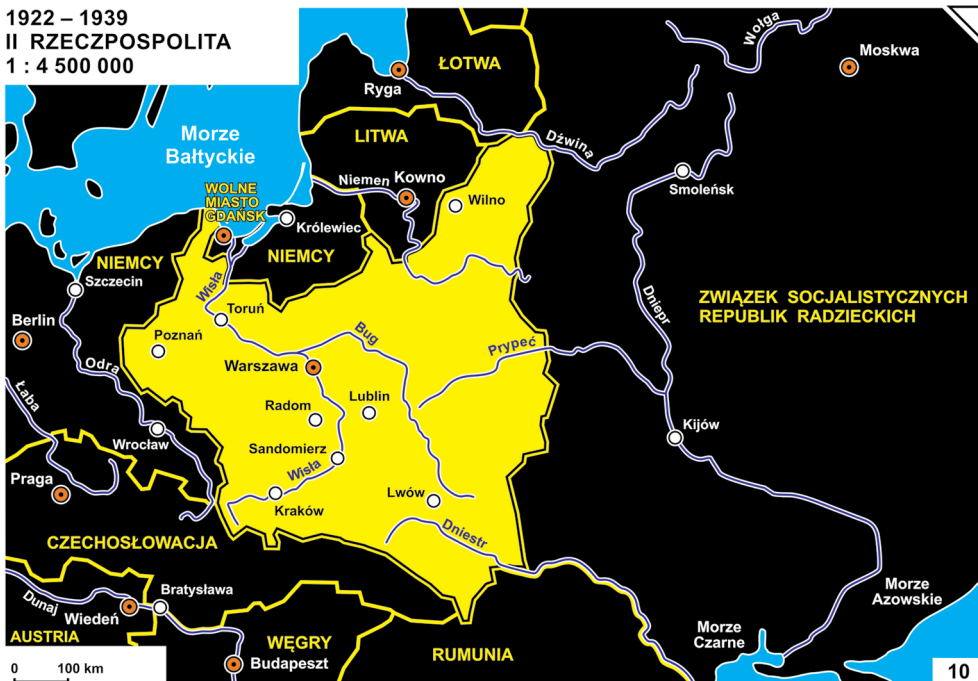 1922 – 1939
II RZECZPOSPOLITA
1 : 4 500 000
Wołga
Moskwa
ŁOTWA
Ryga
Morze
Bałtyckie
LITWA
Dźwina
Niemen
Kowno
Smoleńsk
WOLNE
MIASTO
GDAŃSK
Wilno
Królewiec
NIEMCY
NIEMCY
Szczecin
Wisła
Dniepr
ZWIĄZEK SOCJALISTYCZNYCH
REPUBLIK RADZIECKICH
Toruń
Berlin
Poznań
Bug
Prypeć
Odra
Warszawa
Łaba
Lublin
Radom
Kijów
Wrocław
Sandomierz
Wisła
Praga
Lwów
Kraków
Dniestr
CZECHOSŁOWACJA
Bratysława
Morze
Azowskie
Dunaj
Wiedeń
Morze
Czarne
AUSTRIA
WĘGRY
RUMUNIA
Budapeszt
0 100 km
10